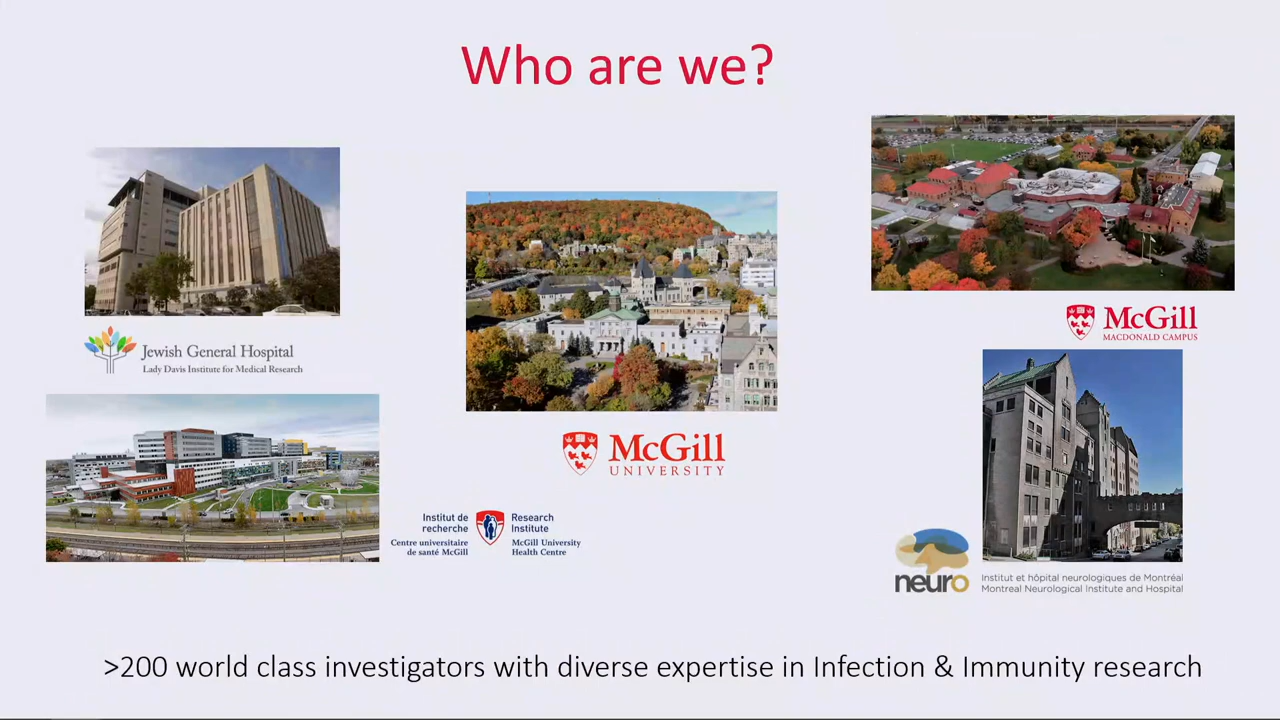 Who are we?
Jewish General Hospital
Lady Davis Institute for Medical Research
McGill
UNIVERSITY
McGill
MACDONALD CAMPUS
Institut de
recherche
Centre universitaire
de santé McGill
Research
Institute
McGill University
Health Centre
neuro
Institut et hôpital neurologiques de Montréal
Montreal Neurological Institute and Hospital
>200 world class investigators with diverse expertise in Infection & Immunity research